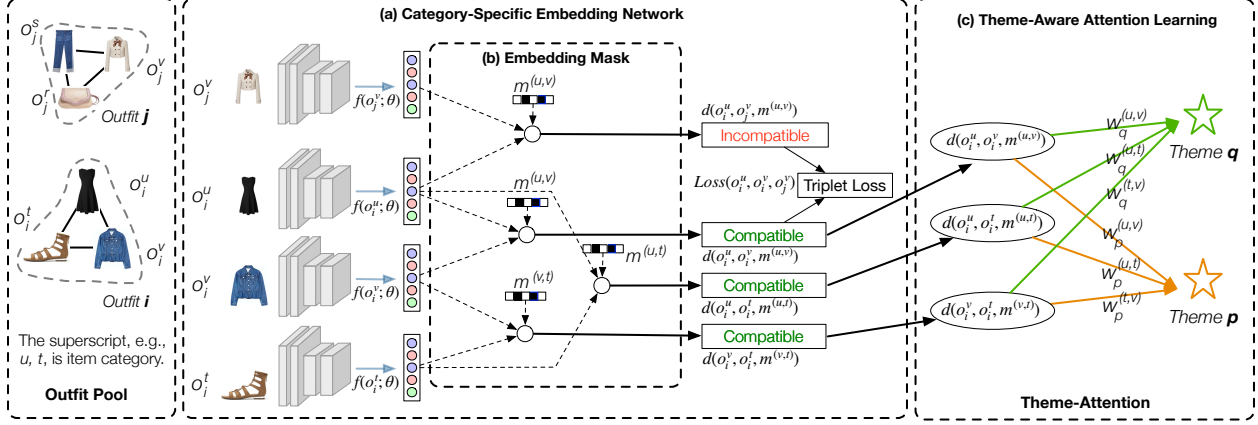 (a) Category-Specific Embedding Network
(c) Theme-Aware Attention Learning
O_j^s
O_j^v
O_j^r
Outfit j
O_i^u
O_i^t
O_i^v
Outfit i
The superscript, e.g.,
u, t, is item category.
Outfit Pool
O_j^v
f(o_j^v; θ)
O_i^u
f(o_i^u; θ)
O_i^v
f(o_i^v; θ)
O_i^t
f(o_i^t; θ)
(b) Embedding Mask
m^(u,v)
m^(u,v)
m^(u,t)
m^(v,t)
d(o_i^u, o_j^v, m^(u,v))
Incompatible
Loss(o_i^u, o_i^v, o_j^v)
Triplet Loss
Compatible
d(o_i^u, o_i^v, m^(u,v))
Compatible
d(o_i^u, o_i^t, m^(u,t))
Compatible
d(o_i^v, o_i^t, m^(v,t))
d(o_i^u, o_i^v, m^(u,v))
d(o_i^u, o_i^t, m^(u,t))
d(o_i^v, o_i^t, m^(v,t))
w_q^(u,v)
w_q^(u,t)
w_q^(t,v)
w_p^(u,v)
w_p^(u,t)
w_p^(t,v)
Theme q
Theme p
Theme-Attention